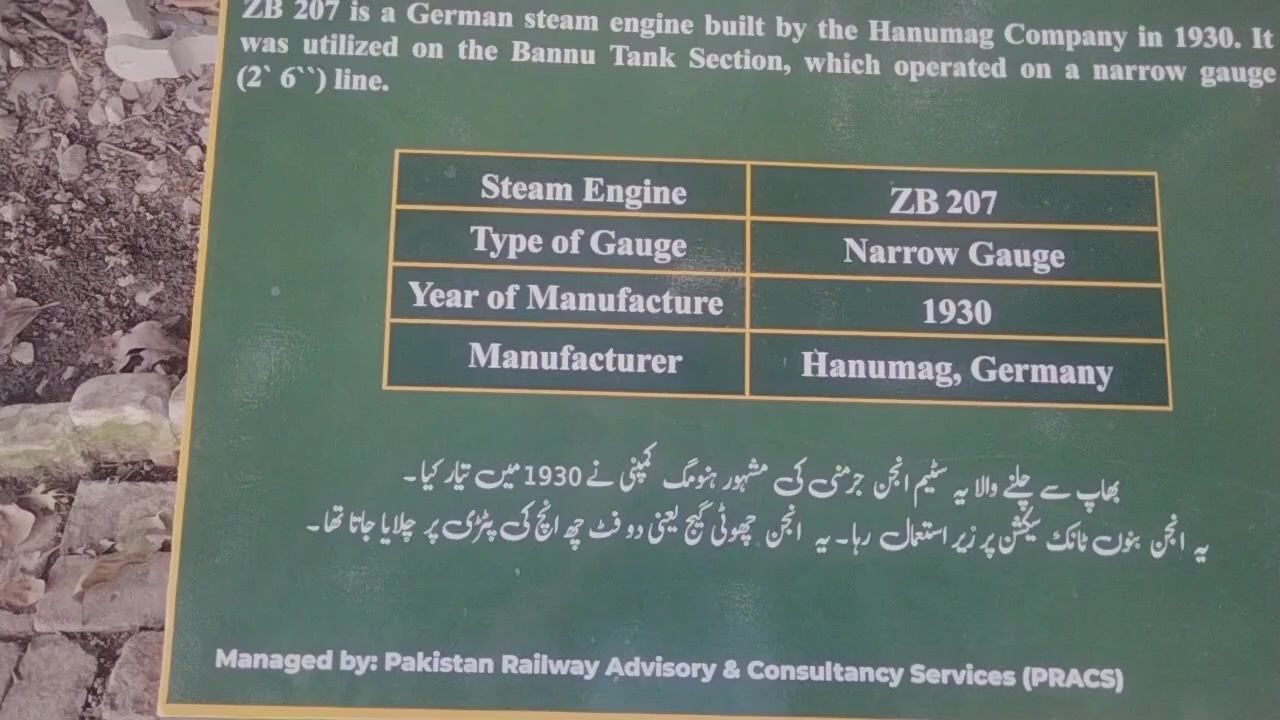 ZB 207 is a German steam engine built by the Hanumag Company in 1930. It
was utilized on the Bannu Tank Section, which operated on a narrow gauge
(2` 6``) line.
Steam Engine ZB 207
Type of Gauge Narrow Gauge
Year of Manufacture 1930
Manufacturer Hanumag, Germany
بھاپ سے چلنے والا یہ سٹیم انجن جرمنی کی مشہور ہنومگ کمپنی نے 1930 میں تیار کیا۔
یہ انجن بنوں ٹانک سیکشن پر زیر استعمال رہا۔ یہ انجن چھوٹی گیج یعنی دو فٹ چھ انچ کی پٹڑی پر چلایا جاتا تھا۔
Managed by: Pakistan Railway Advisory & Consultancy Services (PRACS)